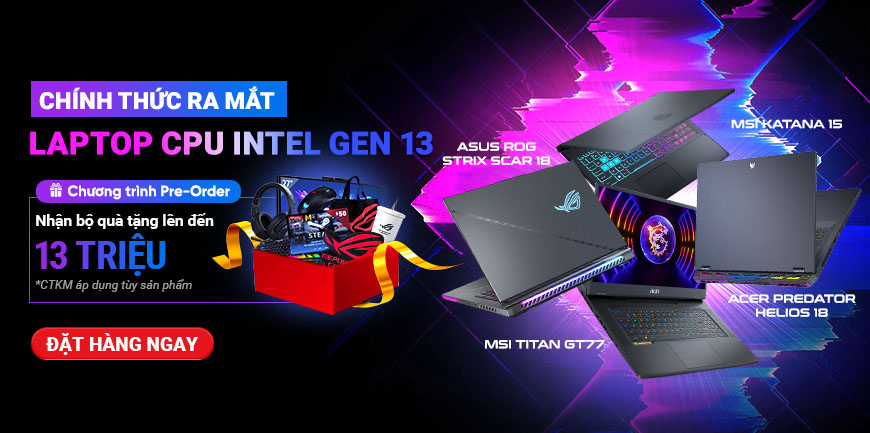 CHÍNH THỨC RA MẮT
LAPTOP CPU INTEL GEN 13
Chương trình Pre-Order
Nhận bộ quà tặng lên đến
13 TRIỆU
*CTKM áp dụng tùy sản phẩm
ĐẶT HÀNG NGAY
27"
$50
ASUS ROG
STRIX SCAR 18
MSI KATANA 15
MSI TITAN GT77
ACER PREDATOR
HELIOS 18